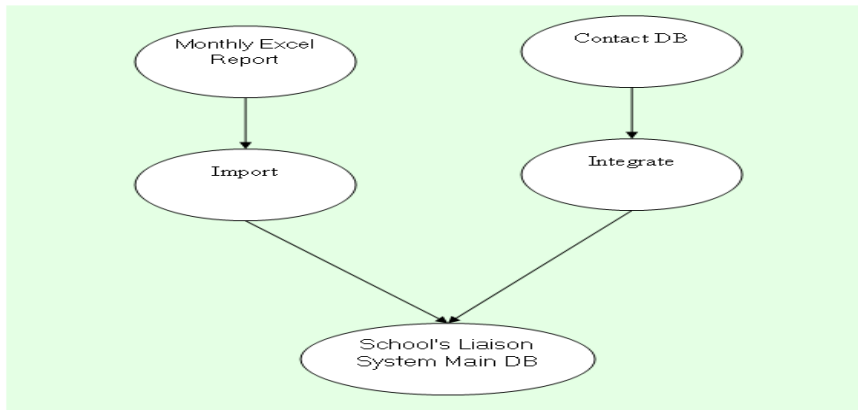 Monthly Excel
Report
Contact DB
Import
Integrate
School's Liaison
System Main DB